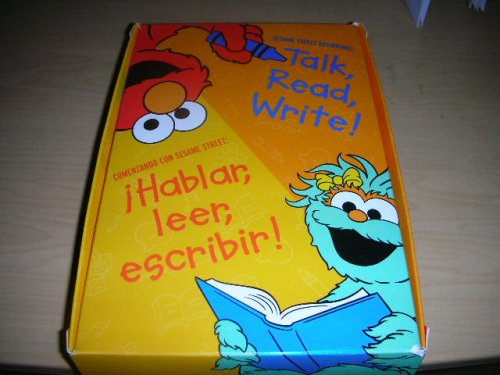 SESAME STREET BEGINNINGS:
Talk,
Read,
Write!
COMENZANDO CON SESAME STREET:
¡Hablar,
leer,
escribir!